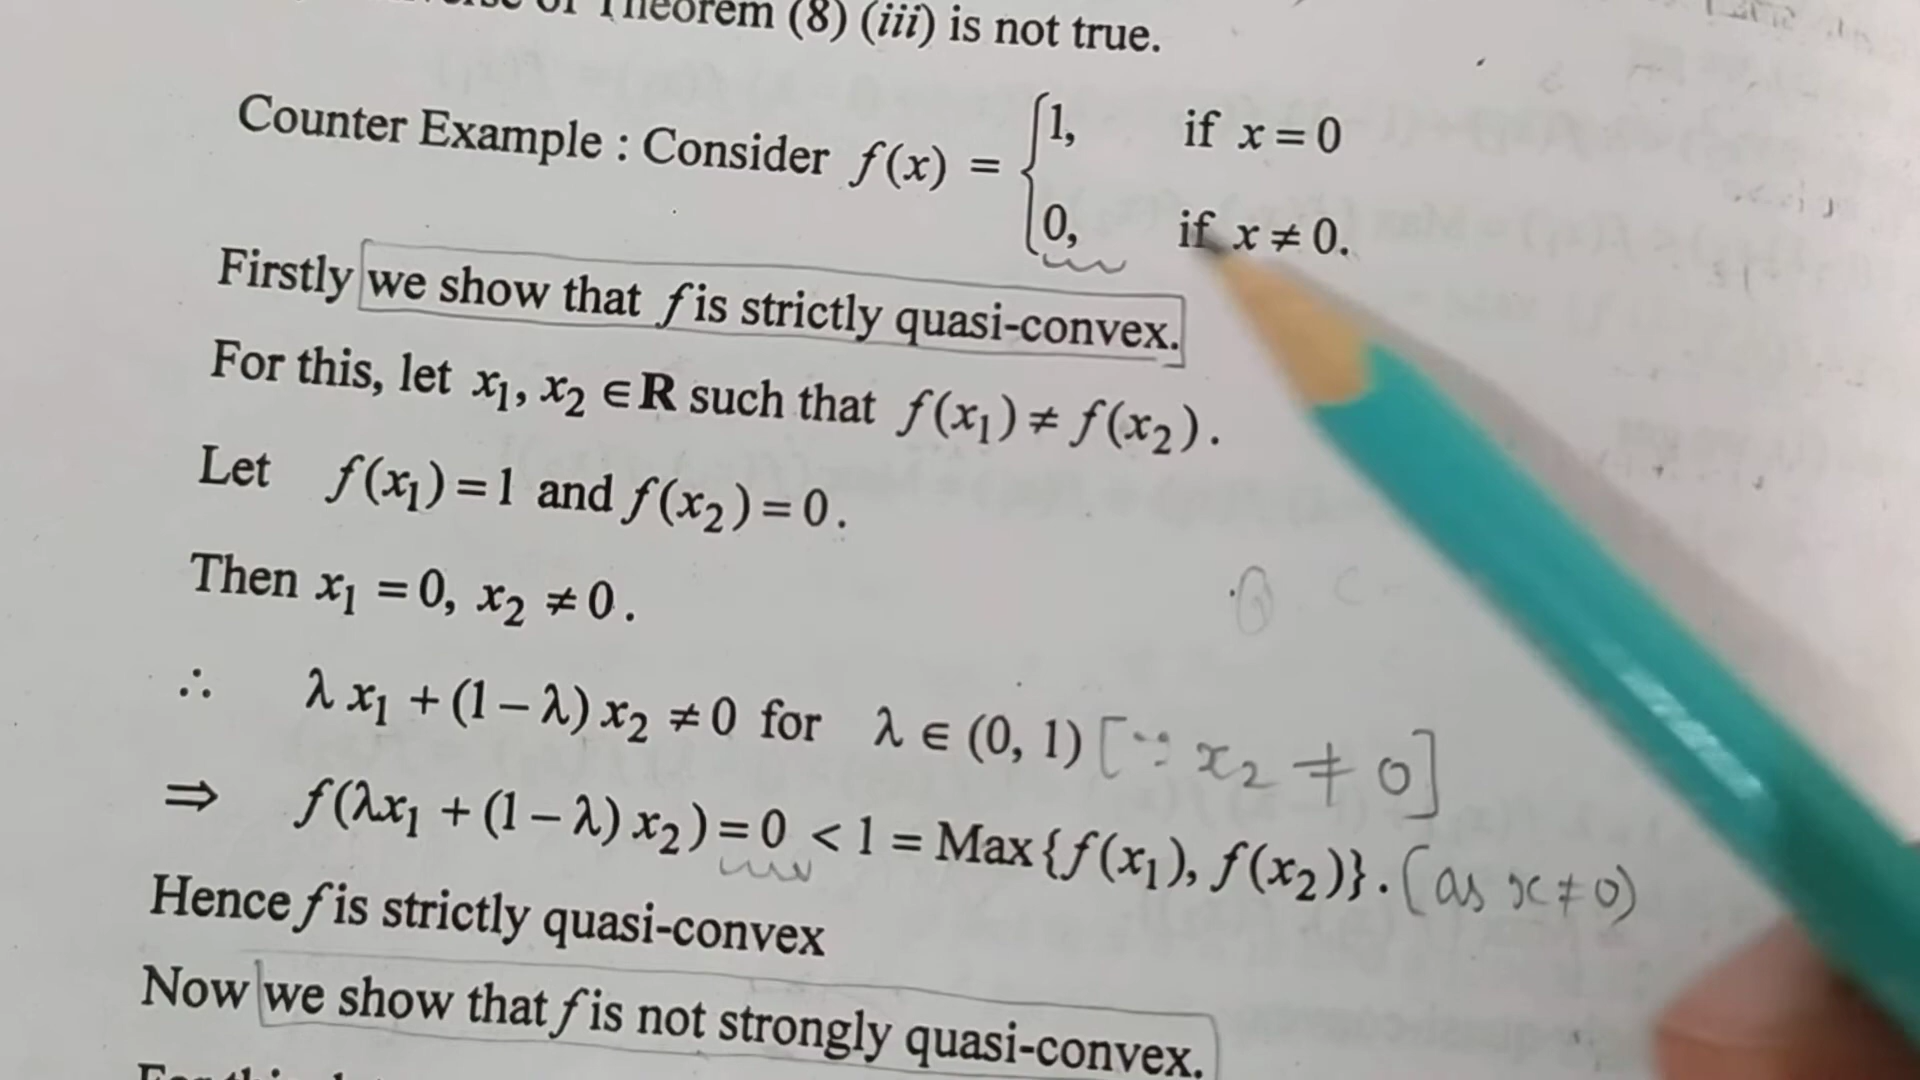 of Theorem (8) (iii) is not true.
Counter Example : Consider f(x) = { 1, if x = 0
0, if x ≠ 0.
Firstly we show that f is strictly quasi-convex.
For this, let x₁, x₂ ∈ R such that f(x₁) ≠ f(x₂).
Let f(x₁) = 1 and f(x₂) = 0.
Then x₁ = 0, x₂ ≠ 0.
∴ λx₁ + (1 – λ) x₂ ≠ 0 for λ ∈ (0, 1) [∵ x₂ ≠ 0]
⇒ f(λx₁ + (1 – λ) x₂) = 0 < 1 = Max{f(x₁), f(x₂)}. (as x ≠ 0)
Hence f is strictly quasi-convex
Now we show that f is not strongly quasi-convex.